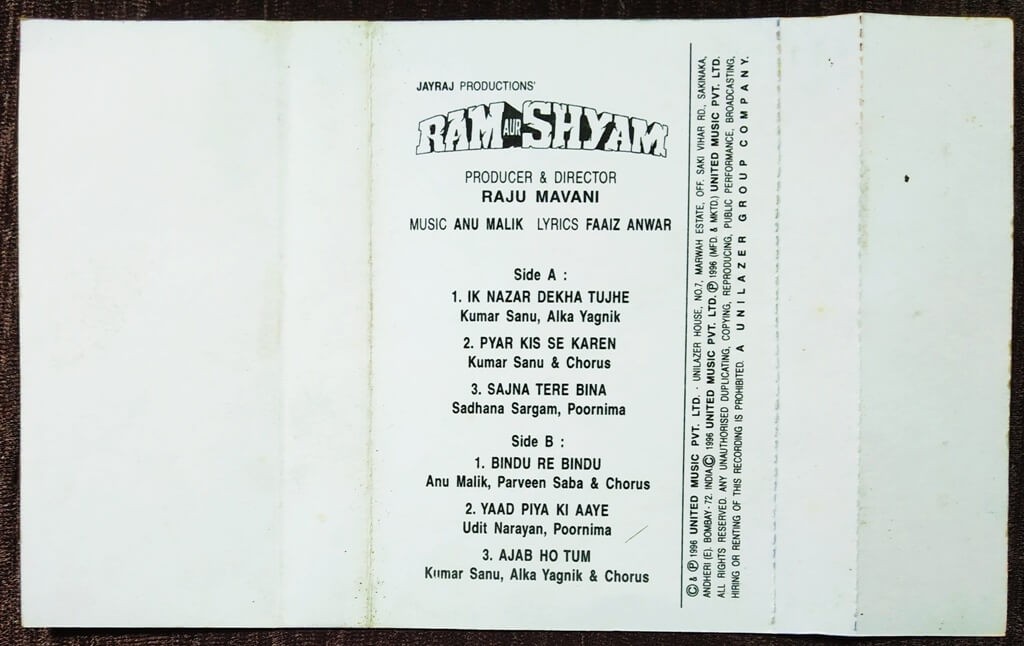 JAYRAJ PRODUCTIONS'
RAM AUR SHYAM
PRODUCER & DIRECTOR
RAJU MAVANI
MUSIC ANU MALIK LYRICS FAAIZ ANWAR
Side A :
1. IK NAZAR DEKHA TUJHE
Kumar Sanu, Alka Yagnik
2. PYAR KIS SE KAREN
Kumar Sanu & Chorus
3. SAJNA TERE BINA
Sadhana Sargam, Poornima
Side B :
1. BINDU RE BINDU
Anu Malik, Parveen Saba & Chorus
2. YAAD PIYA KI AAYE
Udit Narayan, Poornima
3. AJAB HO TUM
Kumar Sanu, Alka Yagnik & Chorus
© & ℗ 1996 UNITED MUSIC PVT. LTD. · UNILAZER HOUSE, NO.7, MARWAH ESTATE, OFF. SAKI VIHAR RD., SAKINAKA,
ANDHERI (E). BOMBAY-72. INDIA.© 1996 UNITED MUSIC PVT. LTD. ℗ 1996 (MFD. & MKTD.) UNITED MUSIC PVT. LTD.
ALL RIGHTS RESERVED. ANY UNAUTHORISED DUPLICATING, COPYING, REPRODUCING, PUBLIC PERFORMANCE, BROADCASTING,
HIRING OR RENTING OF THIS RECORDING IS PROHIBITED. A UNILAZER GROUP COMPANY.